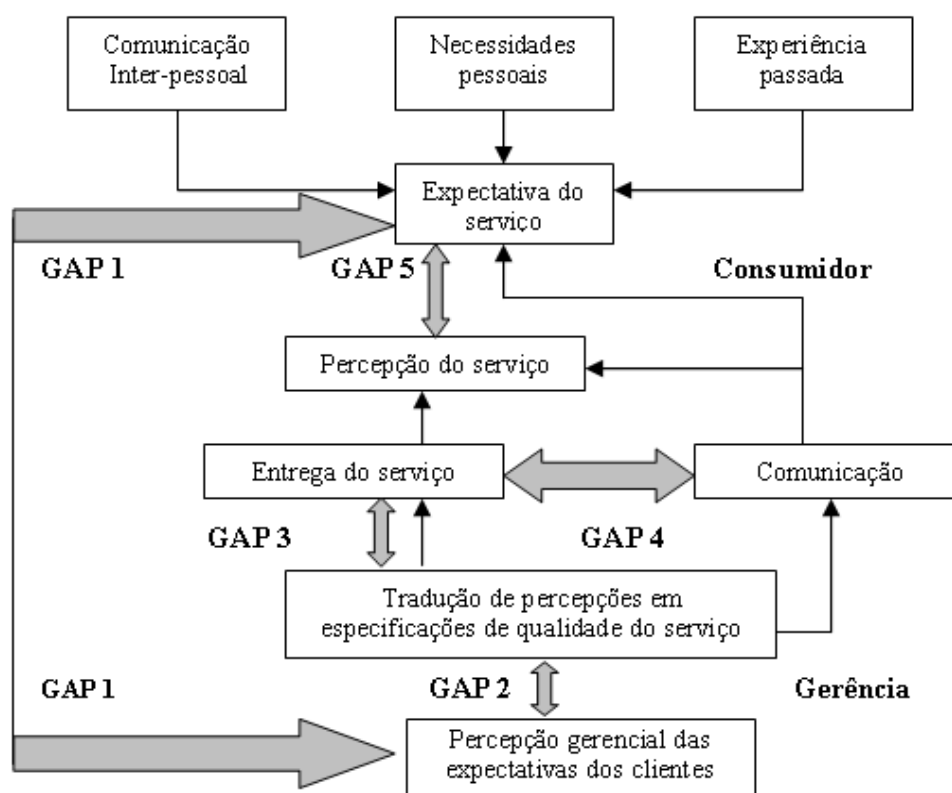 Comunicação
Inter-pessoal
Necessidades
pessoais
Experiência
passada
Expectativa do
serviço
GAP 1
GAP 5
Consumidor
Percepção do serviço
Entrega do serviço
Comunicação
GAP 3
GAP 4
Tradução de percepções em
especificações de qualidade do serviço
GAP 1
GAP 2
Gerência
Percepção gerencial das
expectativas dos clientes